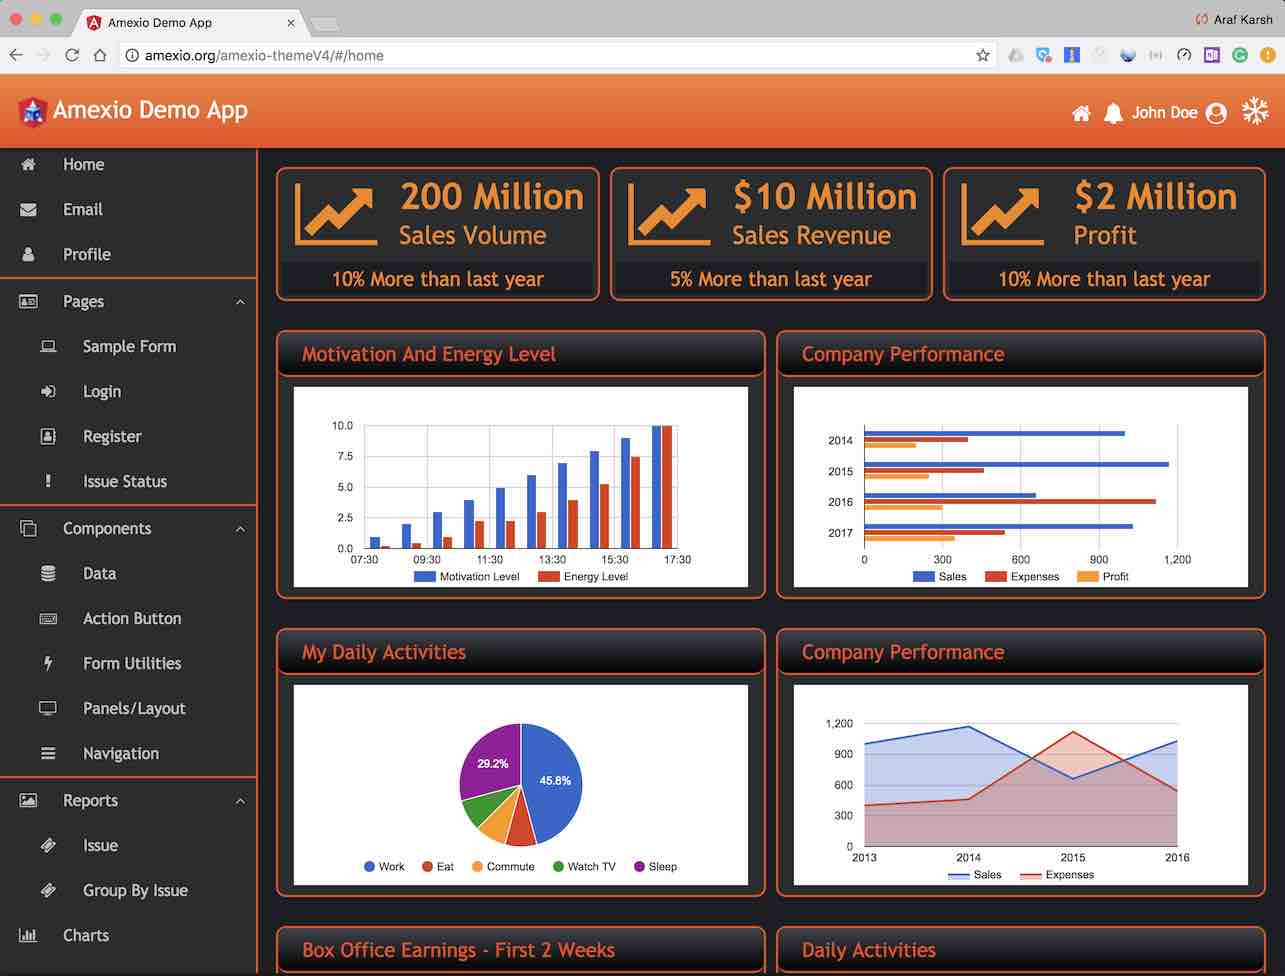 Amexio Demo App
Araf Karsh
amexio.org/amexio-themeV4/#/home
Amexio Demo App
John Doe
Home
Email
Profile
Pages
Sample Form
Login
Register
Issue Status
Components
Data
Action Button
Form Utilities
Panels/Layout
Navigation
Reports
Issue
Group By Issue
Charts
200 Million
Sales Volume
10% More than last year
$10 Million
Sales Revenue
5% More than last year
$2 Million
Profit
10% More than last year
Motivation And Energy Level
10.0
7.5
5.0
2.5
0.0
07:30 09:30 11:30 13:30 15:30 17:30
Motivation Level Energy Level
Company Performance
2014
2015
2016
2017
0 300 600 900 1,200
Sales Expenses Profit
My Daily Activities
29.2%
45.8%
Work Eat Commute Watch TV Sleep
Company Performance
1,200
900
600
300
0
2013 2014 2015 2016
Sales Expenses
Box Office Earnings - First 2 Weeks
Daily Activities